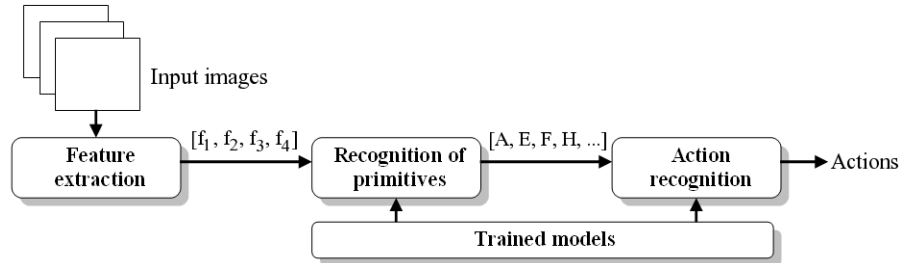 Input images
[f₁, f₂, f₃, f₄]
[A, E, F, H, ...]
Feature
extraction
Recognition of
primitives
Action
recognition
Actions
Trained models